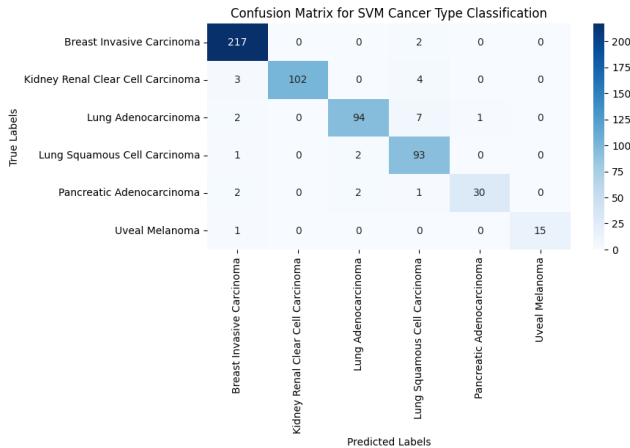 Confusion Matrix for SVM Cancer Type Classification
True Labels
Breast Invasive Carcinoma 217 0 0 2 0 0
Kidney Renal Clear Cell Carcinoma 3 102 0 4 0 0
Lung Adenocarcinoma 2 0 94 7 1 0
Lung Squamous Cell Carcinoma 1 0 2 93 0 0
Pancreatic Adenocarcinoma 2 0 2 1 30 0
Uveal Melanoma 1 0 0 0 0 15
Breast Invasive Carcinoma
Kidney Renal Clear Cell Carcinoma
Lung Adenocarcinoma
Lung Squamous Cell Carcinoma
Pancreatic Adenocarcinoma
Uveal Melanoma
Predicted Labels
200
175
150
125
100
75
50
25
0